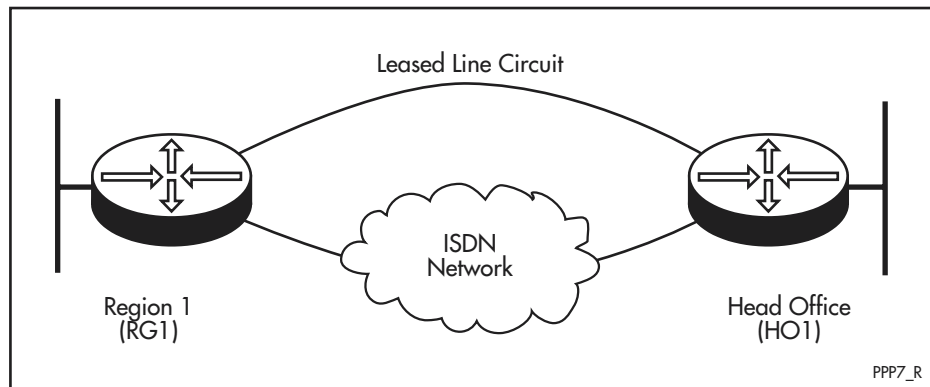 Leased Line Circuit
ISDN
Network
Region 1
(RG1)
Head Office
(HO1)
PPP7_R